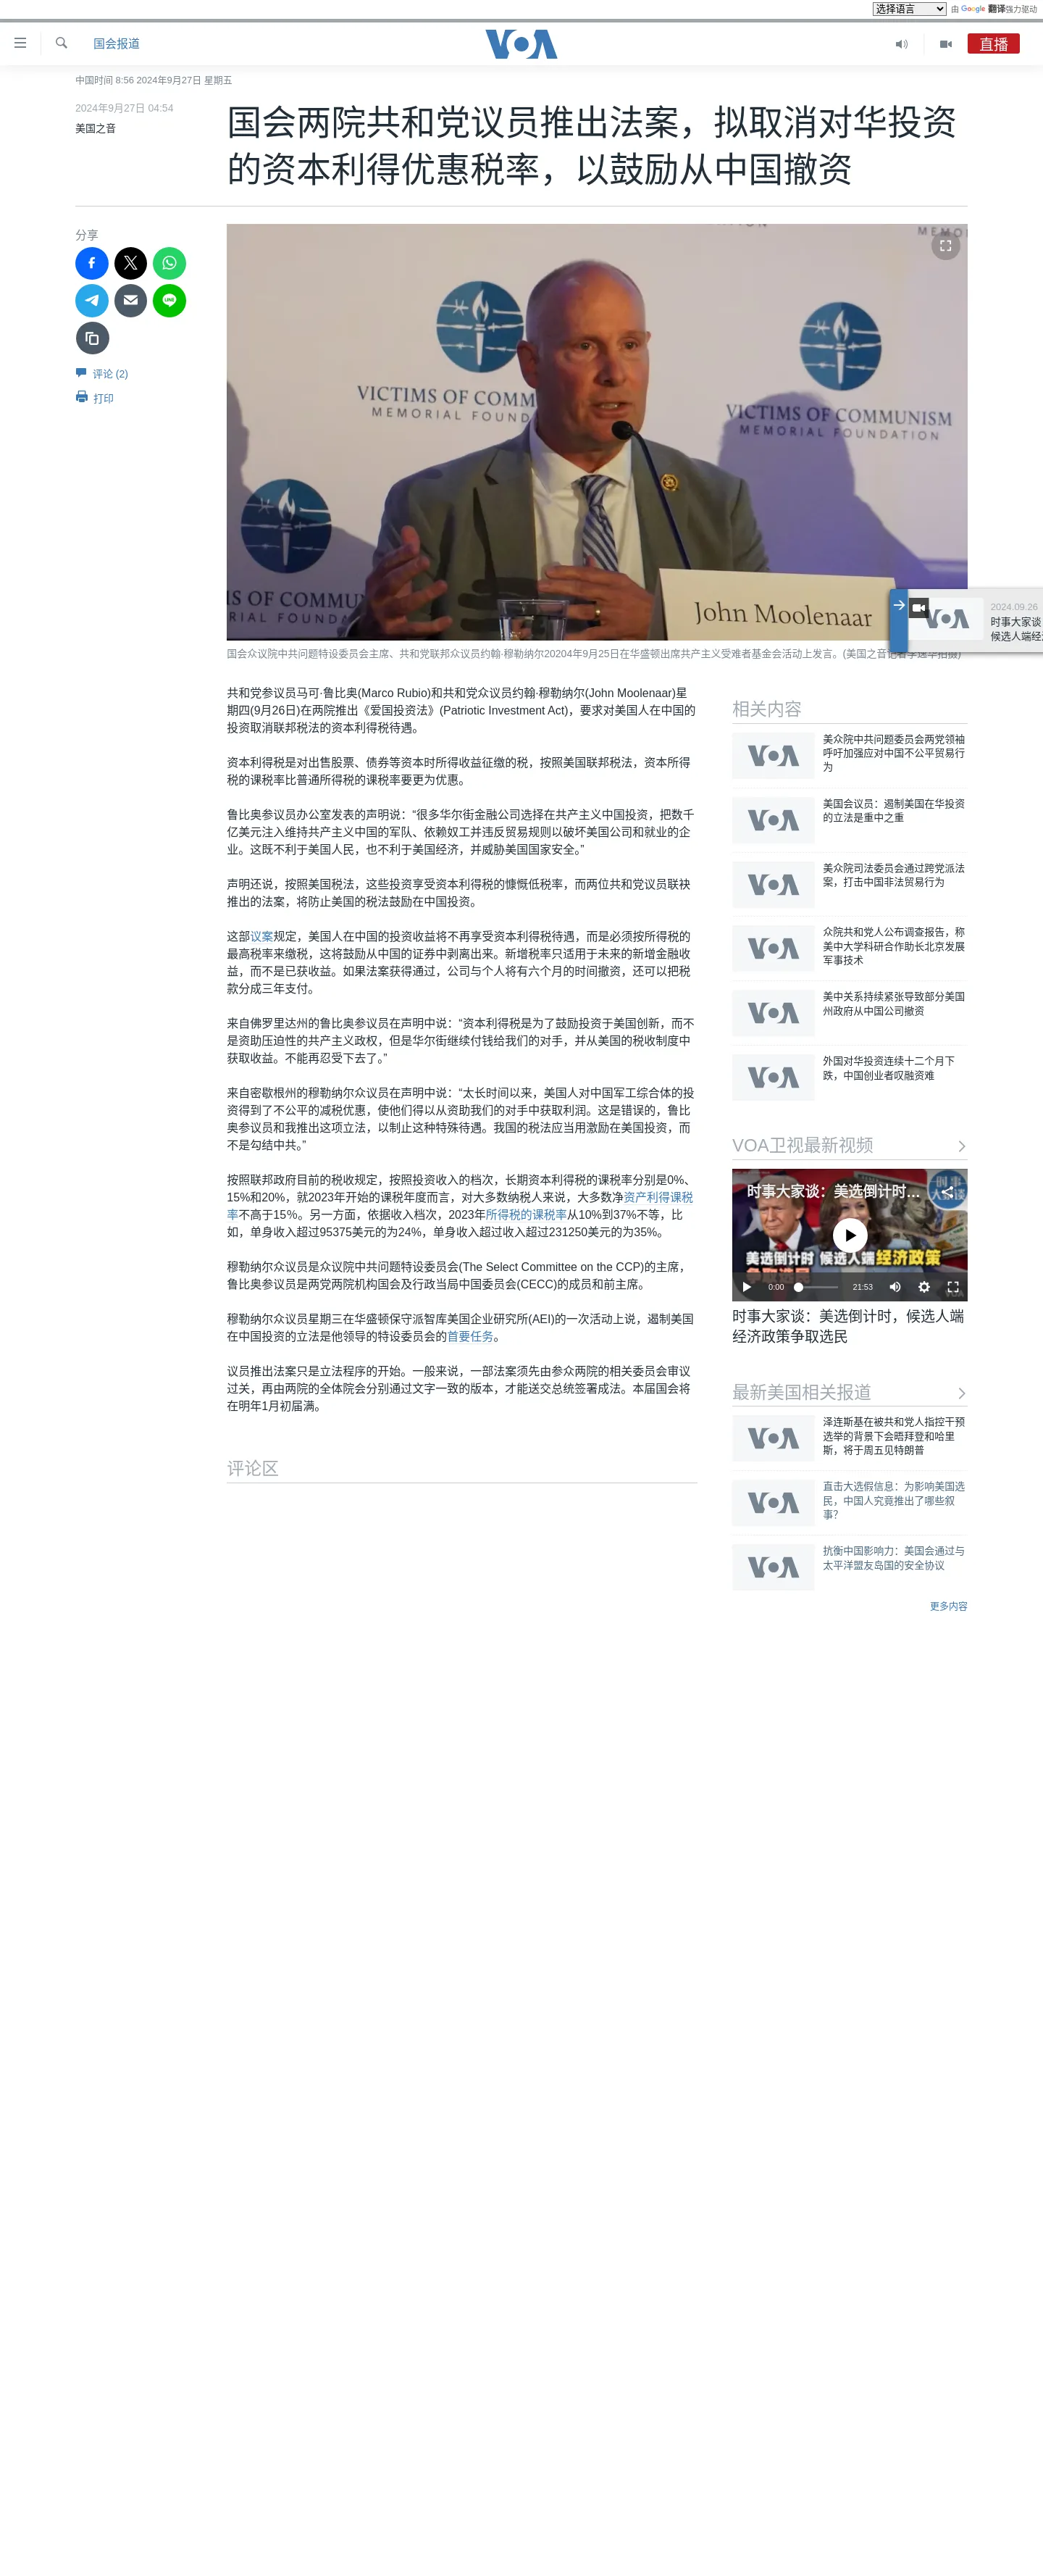 选择语言 由 Google 翻译强力驱动
国会报道
VOA
直播
中国时间 8:56 2024年9月27日 星期五
2024年9月27日 04:54
美国之音
国会两院共和党议员推出法案，拟取消对华投资
的资本利得优惠税率，以鼓励从中国撤资
分享
评论 (2)
打印
VICTIMS OF COMMUNISM
MEMORIAL FOUNDATION
VICTIMS OF COMMUNISM
MEMORIAL FOUNDATION
VICTIMS
MEMORIAL
John Moolenaar
2024.09.26
时事大家谈
候选人端经
VOA
国会众议院中共问题特设委员会主席、共和党联邦众议员约翰·穆勒纳尔20204年9月25日在华盛顿出席共产主义受难者基金会活动上发言。(美国之音记者李逸华拍摄)
共和党参议员马可·鲁比奥(Marco Rubio)和共和党众议员约翰·穆勒纳尔(John Moolenaar)星
期四(9月26日)在两院推出《爱国投资法》(Patriotic Investment Act)，要求对美国人在中国的
投资取消联邦税法的资本利得税待遇。
资本利得税是对出售股票、债券等资本时所得收益征缴的税，按照美国联邦税法，资本所得
税的课税率比普通所得税的课税率要更为优惠。
鲁比奥参议员办公室发表的声明说：“很多华尔街金融公司选择在共产主义中国投资，把数千
亿美元注入维持共产主义中国的军队、依赖奴工并违反贸易规则以破坏美国公司和就业的企
业。这既不利于美国人民，也不利于美国经济，并威胁美国国家安全。”
声明还说，按照美国税法，这些投资享受资本利得税的慷慨低税率，而两位共和党议员联袂
推出的法案，将防止美国的税法鼓励在中国投资。
这部议案规定，美国人在中国的投资收益将不再享受资本利得税待遇，而是必须按所得税的
最高税率来缴税，这将鼓励从中国的证券中剥离出来。新增税率只适用于未来的新增金融收
益，而不是已获收益。如果法案获得通过，公司与个人将有六个月的时间撤资，还可以把税
款分成三年支付。
来自佛罗里达州的鲁比奥参议员在声明中说：“资本利得税是为了鼓励投资于美国创新，而不
是资助压迫性的共产主义政权，但是华尔街继续付钱给我们的对手，并从美国的税收制度中
获取收益。不能再忍受下去了。”
来自密歇根州的穆勒纳尔众议员在声明中说：“太长时间以来，美国人对中国军工综合体的投
资得到了不公平的减税优惠，使他们得以从资助我们的对手中获取利润。这是错误的，鲁比
奥参议员和我推出这项立法，以制止这种特殊待遇。我国的税法应当用激励在美国投资，而
不是勾结中共。”
按照联邦政府目前的税收规定，按照投资收入的档次，长期资本利得税的课税率分别是0%、
15%和20%，就2023年开始的课税年度而言，对大多数纳税人来说，大多数净资产利得课税
率不高于15%。另一方面，依据收入档次，2023年所得税的课税率从10%到37%不等，比
如，单身收入超过95375美元的为24%，单身收入超过收入超过231250美元的为35%。
穆勒纳尔众议员是众议院中共问题特设委员会(The Select Committee on the CCP)的主席，
鲁比奥参议员是两党两院机构国会及行政当局中国委员会(CECC)的成员和前主席。
穆勒纳尔众议员星期三在华盛顿保守派智库美国企业研究所(AEI)的一次活动上说，遏制美国
在中国投资的立法是他领导的特设委员会的首要任务。
议员推出法案只是立法程序的开始。一般来说，一部法案须先由参众两院的相关委员会审议
过关，再由两院的全体院会分别通过文字一致的版本，才能送交总统签署成法。本届国会将
在明年1月初届满。
评论区
相关内容
VOA
美众院中共问题委员会两党领袖
呼吁加强应对中国不公平贸易行
为
VOA
美国会议员：遏制美国在华投资
的立法是重中之重
VOA
美众院司法委员会通过跨党派法
案，打击中国非法贸易行为
VOA
众院共和党人公布调查报告，称
美中大学科研合作助长北京发展
军事技术
VOA
美中关系持续紧张导致部分美国
州政府从中国公司撤资
VOA
外国对华投资连续十二个月下
跌，中国创业者叹融资难
VOA卫视最新视频
时事大家谈：美选倒计时…
美选倒计时 候选人端经济政策
争取选民
0:00
21:53
时事大家谈：美选倒计时，候选人端
经济政策争取选民
最新美国相关报道
VOA
泽连斯基在被共和党人指控干预
选举的背景下会晤拜登和哈里
斯，将于周五见特朗普
VOA
直击大选假信息：为影响美国选
民，中国人究竟推出了哪些叙
事？
VOA
抗衡中国影响力：美国会通过与
太平洋盟友岛国的安全协议
更多内容